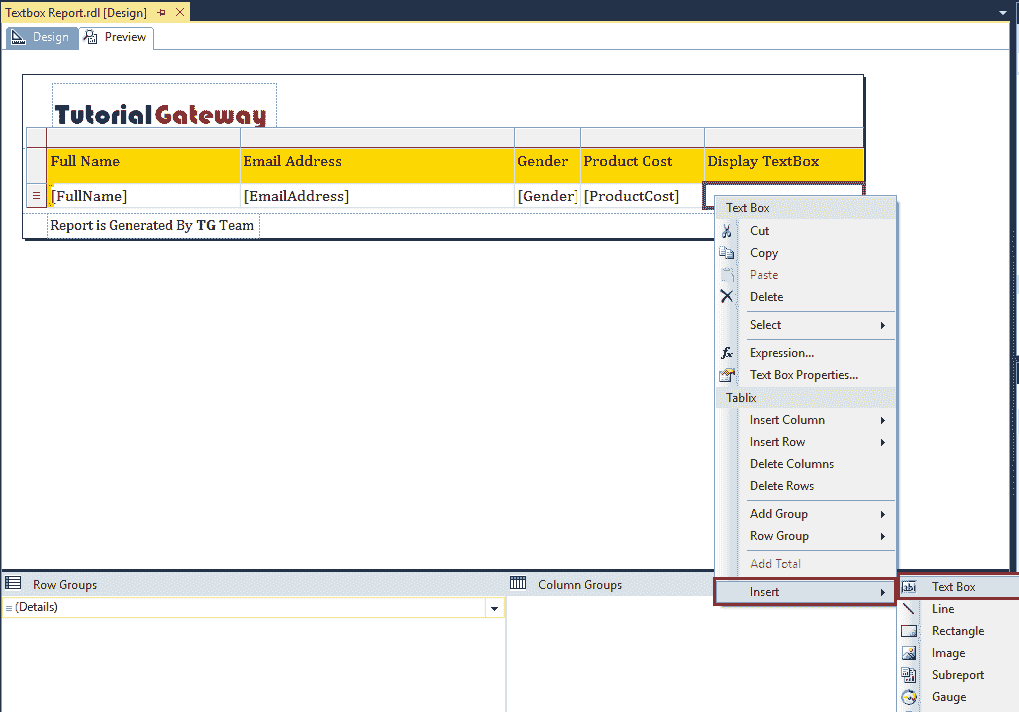 Textbox Report.rdl [Design]
Design Preview
TutorialGateway
Full Name Email Address Gender Product Cost Display TextBox
[FullName] [EmailAddress] [Gender] [ProductCost]
Report is Generated By TG Team
Text Box
Cut
Copy
Paste
Delete
Select
fx Expression...
Text Box Properties...
Tablix
Insert Column
Insert Row
Delete Columns
Delete Rows
Add Group
Row Group
Add Total
Insert
Row Groups Column Groups
(Details)
ab Text Box
Line
Rectangle
Image
Subreport
Gauge